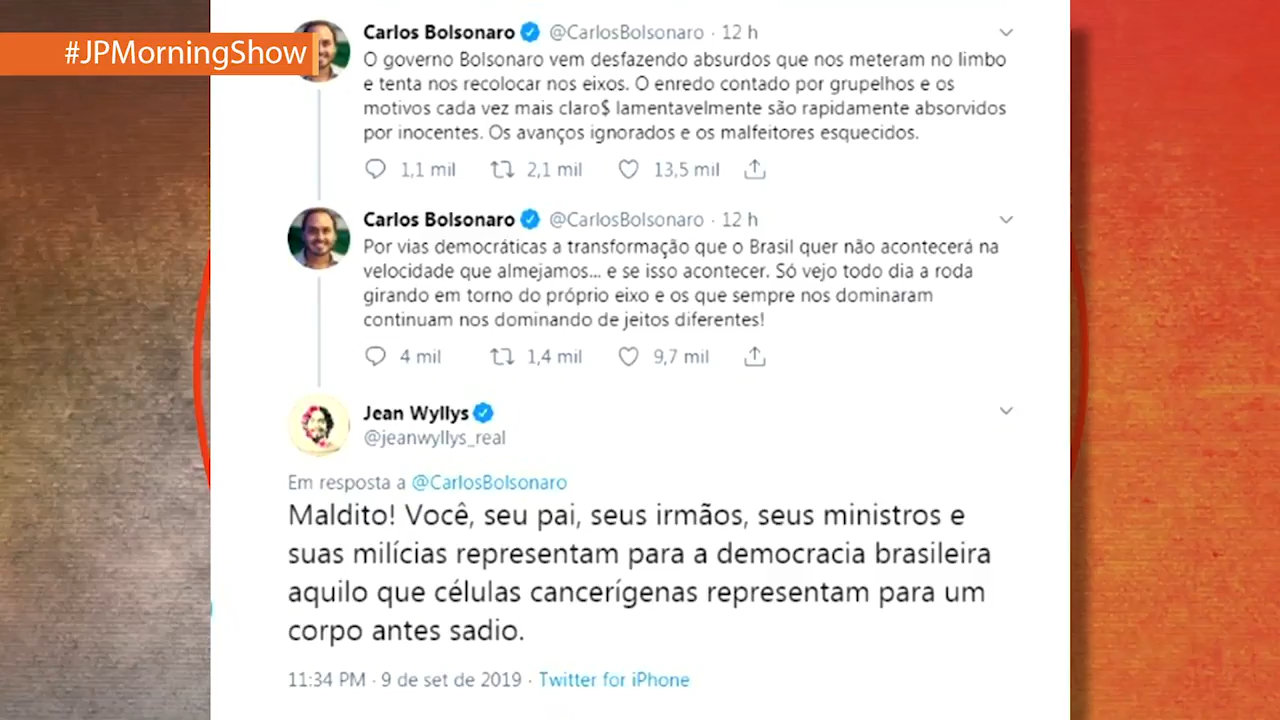 #JPMorningShow
Carlos Bolsonaro @CarlosBolsonaro · 12 h
O governo Bolsonaro vem desfazendo absurdos que nos meteram no limbo
e tenta nos recolocar nos eixos. O enredo contado por grupelhos e os
motivos cada vez mais claro$ lamentavelmente são rapidamente absorvidos
por inocentes. Os avanços ignorados e os malfeitores esquecidos.
1,1 mil 2,1 mil 13,5 mil
Carlos Bolsonaro @CarlosBolsonaro · 12 h
Por vias democráticas a transformação que o Brasil quer não acontecerá na
velocidade que almejamos... e se isso acontecer. Só vejo todo dia a roda
girando em torno do próprio eixo e os que sempre nos dominaram
continuam nos dominando de jeitos diferentes!
4 mil 1,4 mil 9,7 mil
Jean Wyllys
@jeanwyllys_real
Em resposta a @CarlosBolsonaro
Maldito! Você, seu pai, seus irmãos, seus ministros e
suas milícias representam para a democracia brasileira
aquilo que células cancerígenas representam para um
corpo antes sadio.
11:34 PM · 9 de set de 2019 · Twitter for iPhone